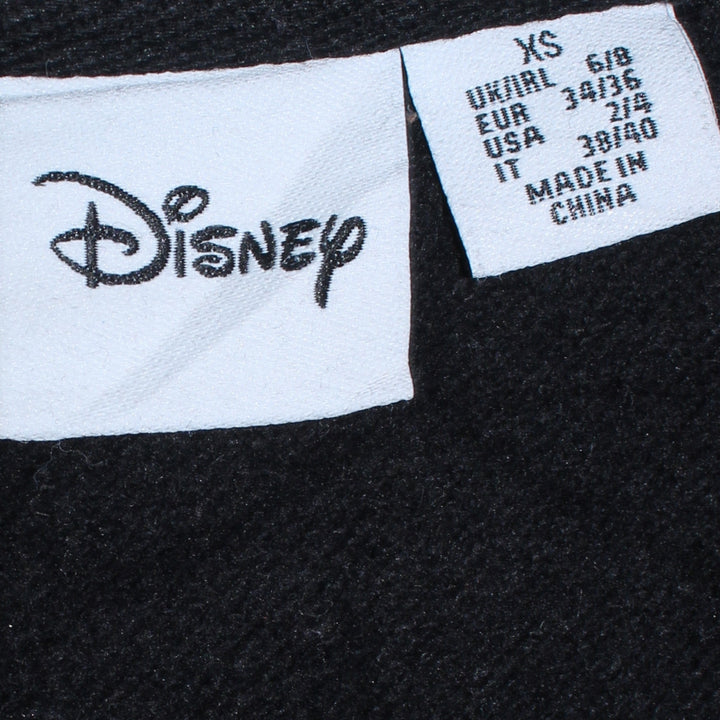 Disney
XS
UK/IRL 6/8
EUR 34/36
USA 2/4
IT 38/40
MADE IN
CHINA